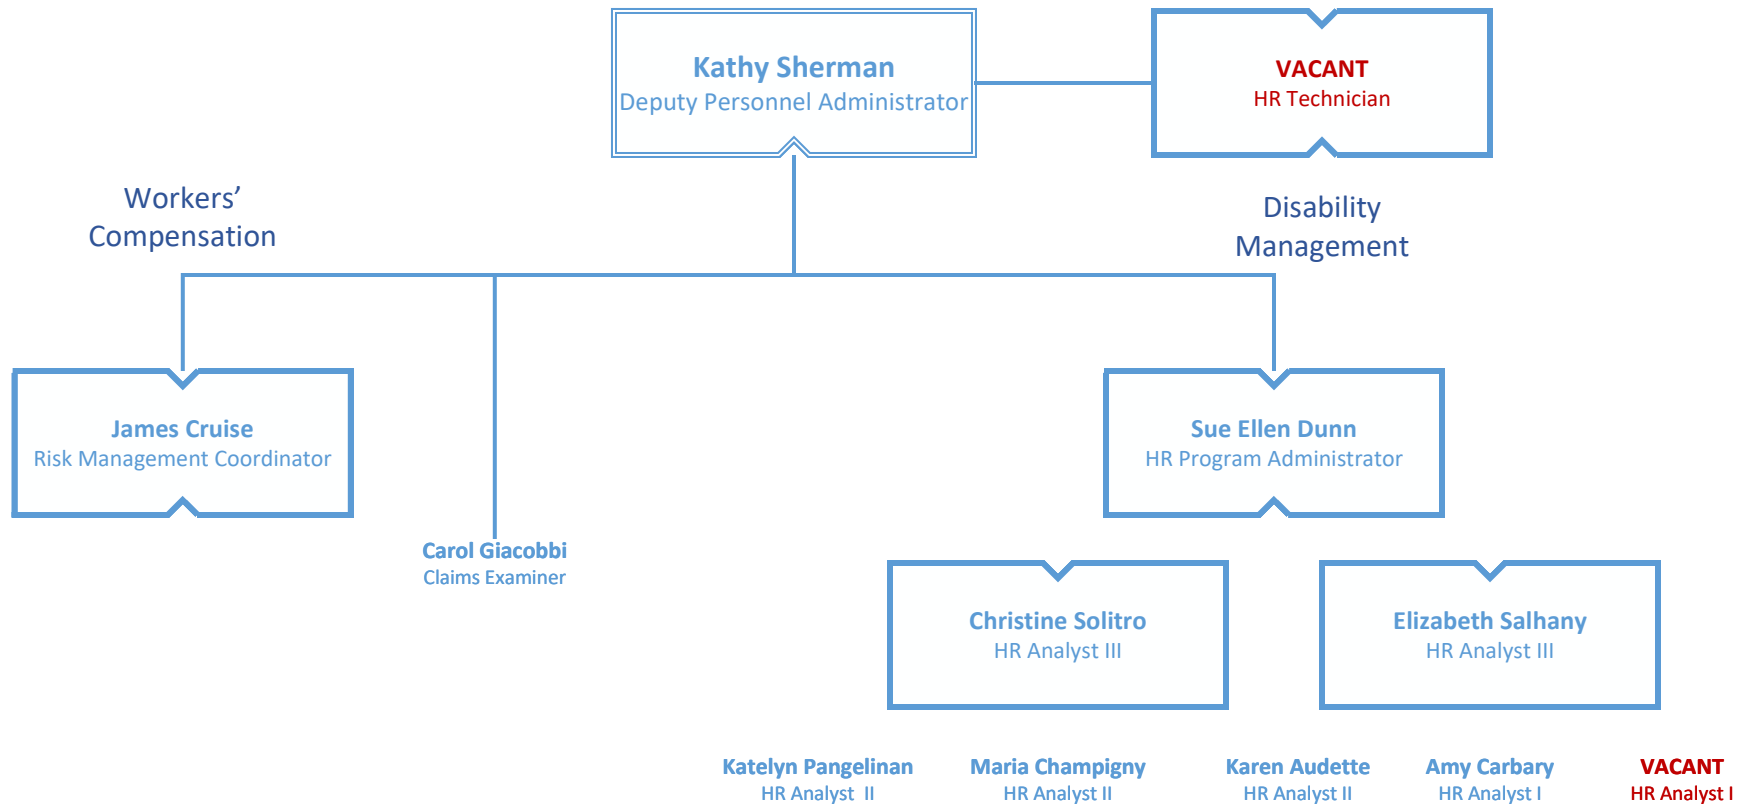 Kathy Sherman
Deputy Personnel Administrator
VACANT
HR Technician
Workers’
Compensation
Disability
Management
James Cruise
Risk Management Coordinator
Sue Ellen Dunn
HR Program Administrator
Carol Giacobbi
Claims Examiner
Christine Solitro
HR Analyst III
Elizabeth Salhany
HR Analyst III
Katelyn Pangelinan
HR Analyst II
Maria Champigny
HR Analyst II
Karen Audette
HR Analyst II
Amy Carbary
HR Analyst I
VACANT
HR Analyst I